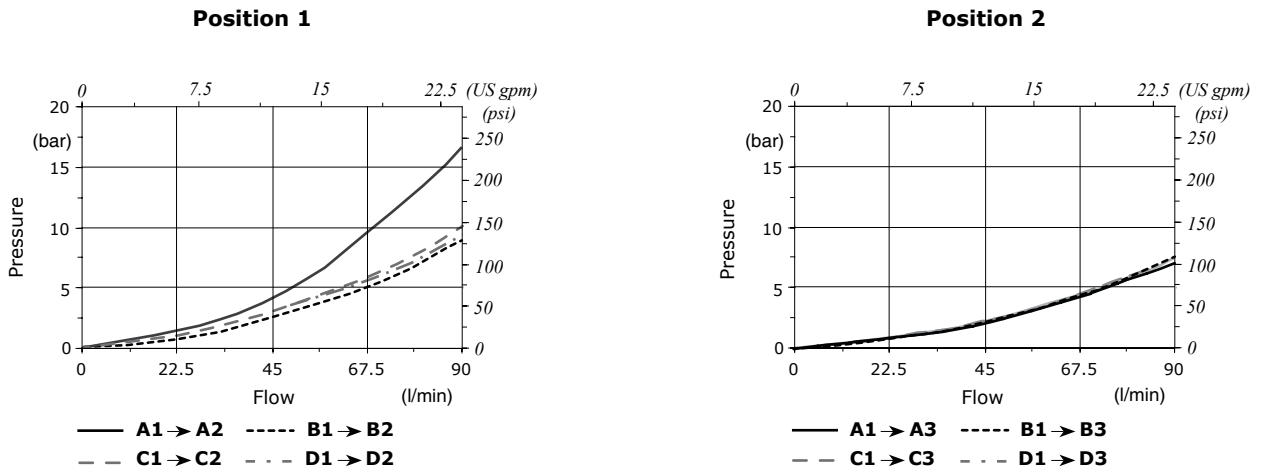 Position 1
0 7.5 15 22.5 (US gpm)
(psi)
20
(bar)
15
10
5
0
Pressure
250
200
150
100
50
0
0 22.5 45 67.5 90
Flow (l/min)
A1 → A2 B1 → B2
C1 → C2 D1 → D2
Position 2
0 7.5 15 22.5 (US gpm)
(psi)
20
(bar)
15
10
5
0
Pressure
250
200
150
100
50
0
0 22.5 45 67.5 90
Flow (l/min)
A1 → A3 B1 → B3
C1 → C3 D1 → D3